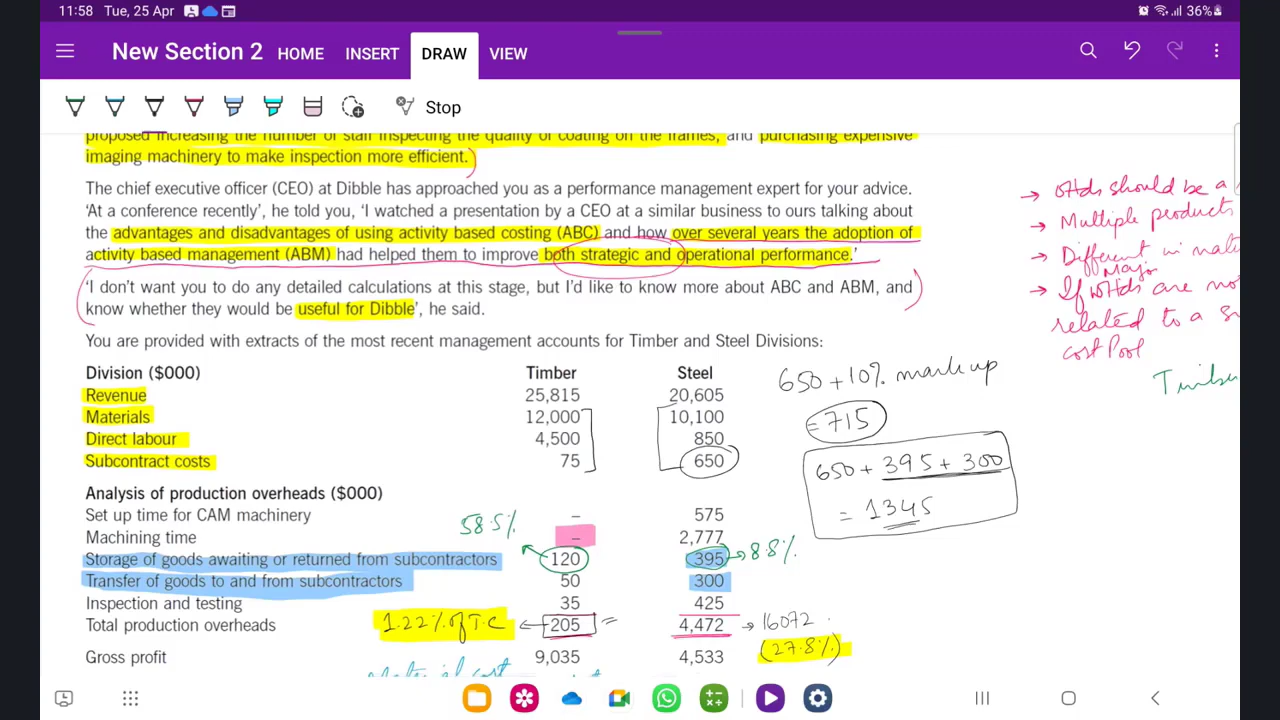 11:58 Tue, 25 Apr
36%
New Section 2 HOME INSERT DRAW VIEW
Stop
proposed increasing the number of staff inspecting the quality of coating on the frames, and purchasing expensive
imaging machinery to make inspection more efficient.
The chief executive officer (CEO) at Dibble has approached you as a performance management expert for your advice.
‘At a conference recently’, he told you, ‘I watched a presentation by a CEO at a similar business to ours talking about
the advantages and disadvantages of using activity based costing (ABC) and how over several years the adoption of
activity based management (ABM) had helped them to improve both strategic and operational performance.’
‘I don’t want you to do any detailed calculations at this stage, but I’d like to know more about ABC and ABM, and
know whether they would be useful for Dibble’, he said.
You are provided with extracts of the most recent management accounts for Timber and Steel Divisions:
→ OHds should be a
→ Multiple products
→ Different in
→ If Major OHds are not
related to a
cost Pool
Division ($000) Timber Steel
Revenue 25,815 20,605
Materials 12,000 10,100
Direct labour 4,500 850
Subcontract costs 75 650
650 + 10% mark up
= 715
650 + 395 + 300
= 1345
Analysis of production overheads ($000)
Set up time for CAM machinery – 575
Machining time – 2,777
58.5%
Storage of goods awaiting or returned from subcontractors 120 395 → 8.8%
Transfer of goods to and from subcontractors 50 300
Inspection and testing 35 425
Total production overheads 1.22% of T.C ← 205 = 4,472 → 16072
(27.8%)
Gross profit 9,035 4,533
Material cost